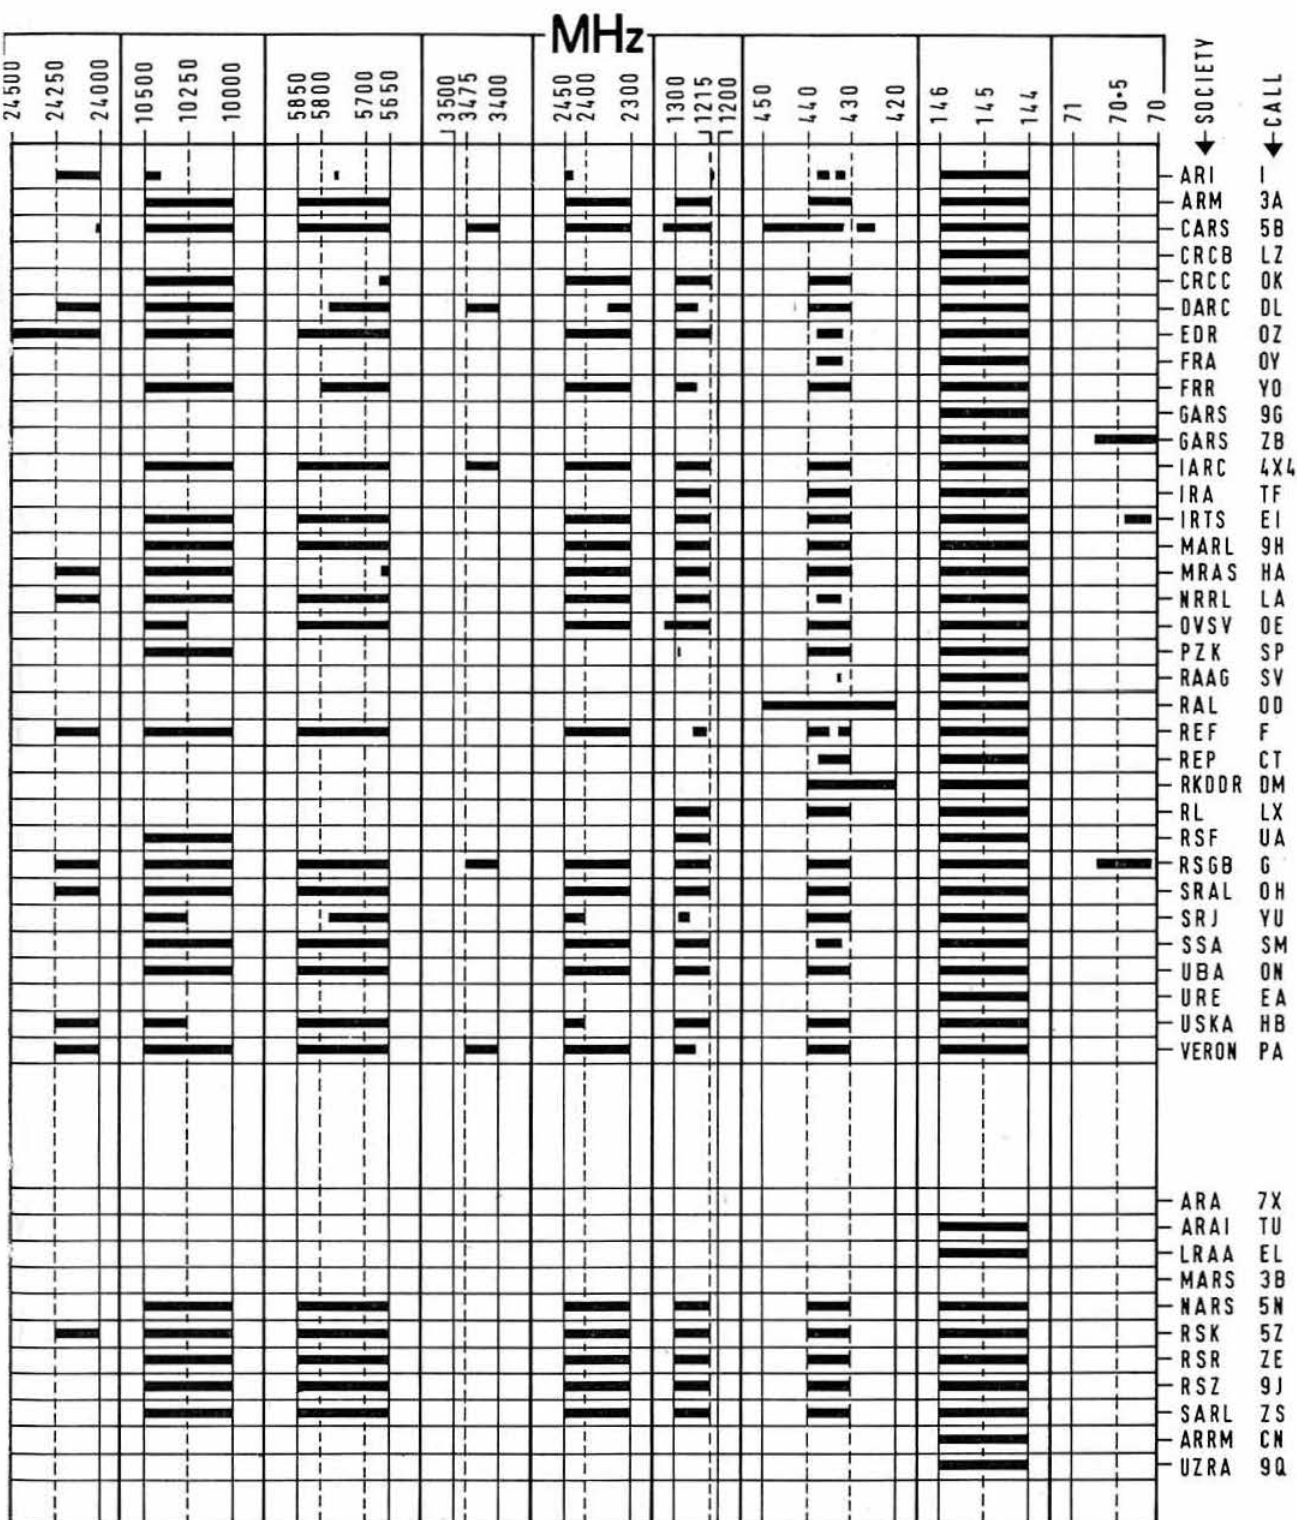 MHz
24500 24250 24000 10500 10250 10000 5850 5800 5700 5650 3500 3475 3400 2450 2400 2300 1300 1215 1200 450 440 430 420 146 145 144 71 70·5 70 SOCIETY CALL
ARI I
ARM 3A
CARS 5B
CRCB LZ
CRCC OK
DARC DL
EDR OZ
FRA OY
FRR YO
GARS 9G
GARS ZB
IARC 4X4
IRA TF
IRTS EI
MARL 9H
MRAS HA
NRRL LA
OVSV OE
PZK SP
RAAG SV
RAL OD
REF F
REP CT
RKDDR DM
RL LX
RSF UA
RSGB G
SRAL OH
SRJ YU
SSA SM
UBA ON
URE EA
USKA HB
VERON PA
ARA 7X
ARAI TU
LRAA EL
MARS 3B
NARS 5N
RSK 5Z
RSR ZE
RSZ 9J
SARL ZS
ARRM CN
UZRA 9Q